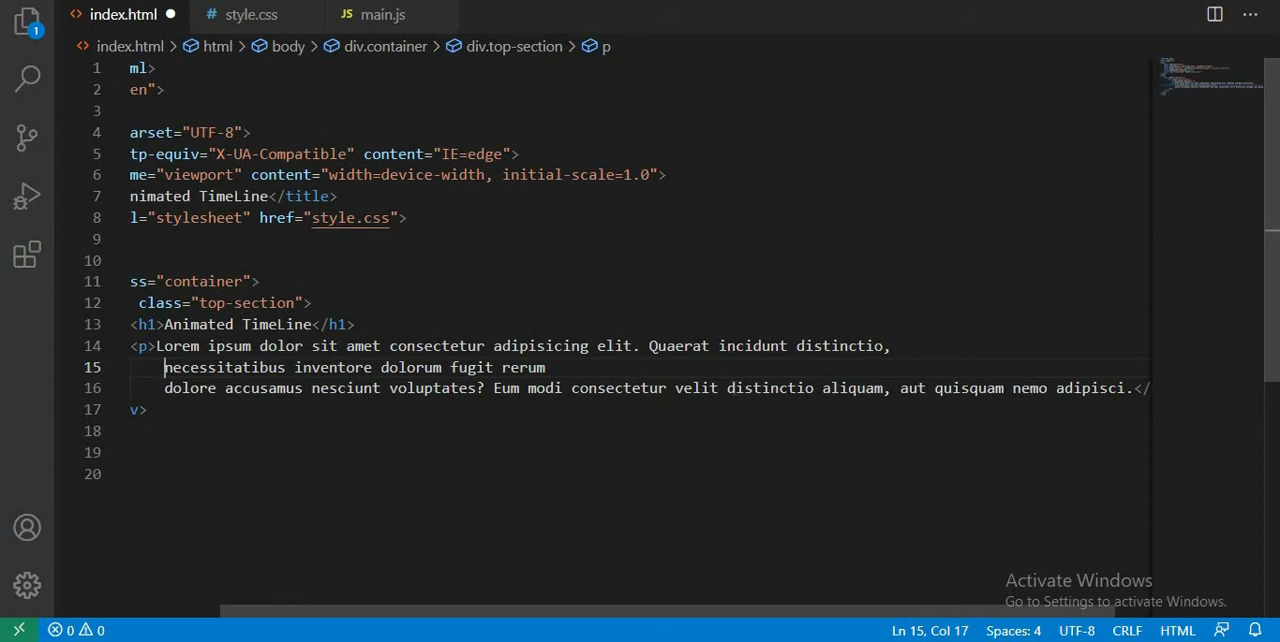 index.html
style.css
JS main.js
1
index.html > html > body > div.container > div.top-section > p
1 ml>
2 en">
3
4 arset="UTF-8">
5 tp-equiv="X-UA-Compatible" content="IE=edge">
6 me="viewport" content="width=device-width, initial-scale=1.0">
7 nimated TimeLine</title>
8 l="stylesheet" href="style.css">
9
10
11 ss="container">
12 class="top-section">
13 <h1>Animated TimeLine</h1>
14 <p>Lorem ipsum dolor sit amet consectetur adipisicing elit. Quaerat incidunt distinctio,
15 necessitatibus inventore dolorum fugit rerum
16 dolore accusamus nesciunt voluptates? Eum modi consectetur velit distinctio aliquam, aut quisquam nemo adipisci.</
17 v>
18
19
20
Activate Windows
Go to Settings to activate Windows.
0 0
Ln 15, Col 17 Spaces: 4 UTF-8 CRLF HTML